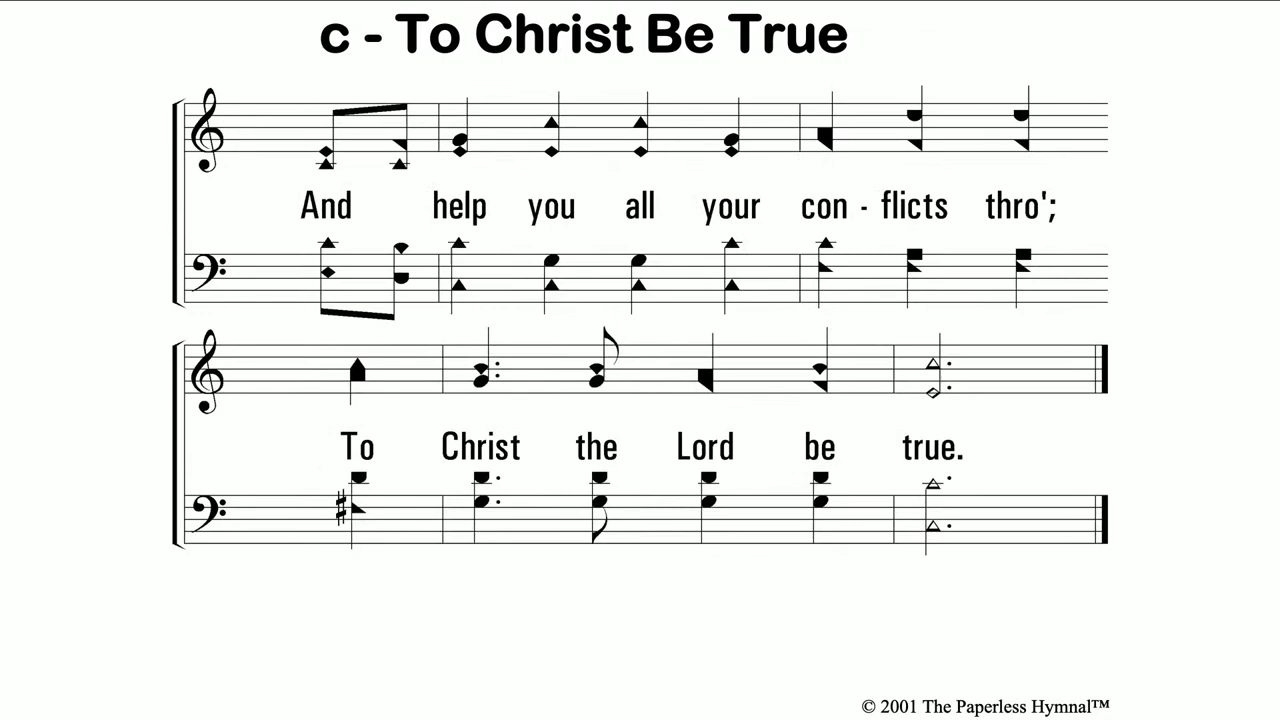 c - To Christ Be True
And help you all your con - flicts thro';
To Christ the Lord be true.
© 2001 The Paperless Hymnal™